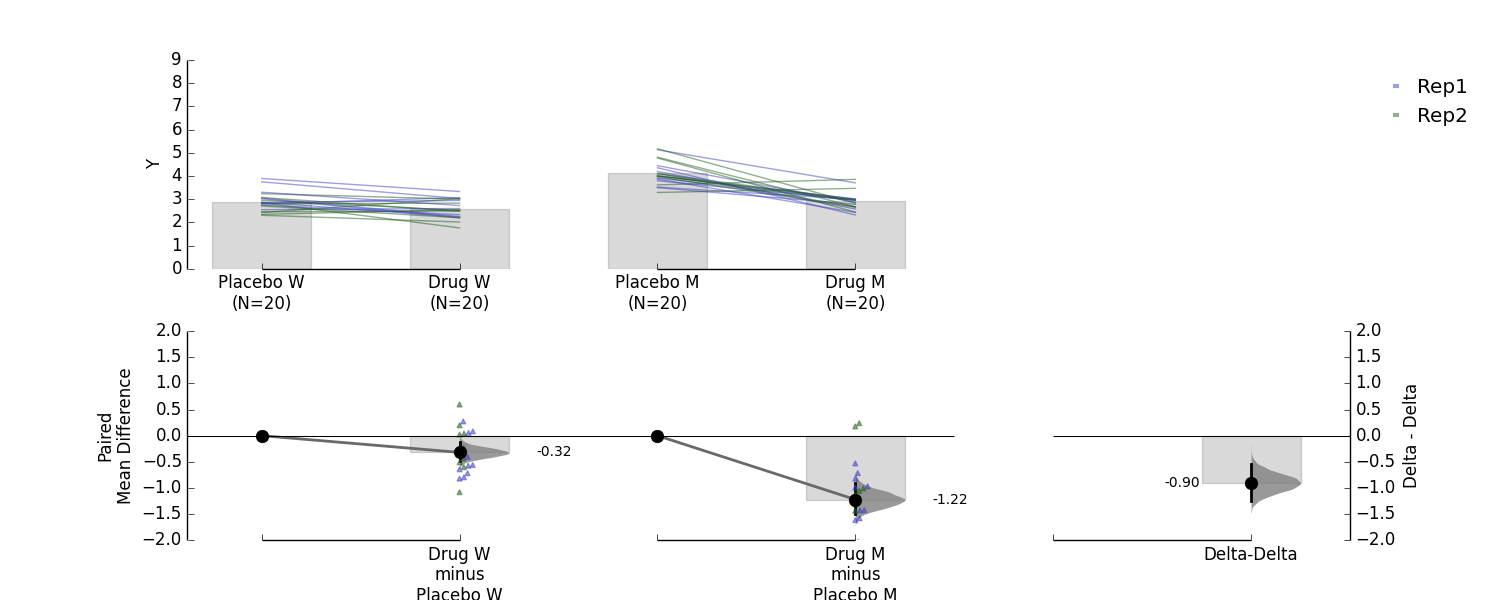 9
8
7
6
5
4
3
2
1
0
Y
Rep1
Rep2
Placebo W
(N=20)
Drug W
(N=20)
Placebo M
(N=20)
Drug M
(N=20)
2.0
1.5
1.0
0.5
0.0
−0.5
−1.0
−1.5
−2.0
Paired
Mean Difference
-0.32
-1.22
-0.90
2.0
1.5
1.0
0.5
0.0
−0.5
−1.0
−1.5
−2.0
Delta - Delta
Drug W
minus
Placebo W
Drug M
minus
Placebo M
Delta-Delta